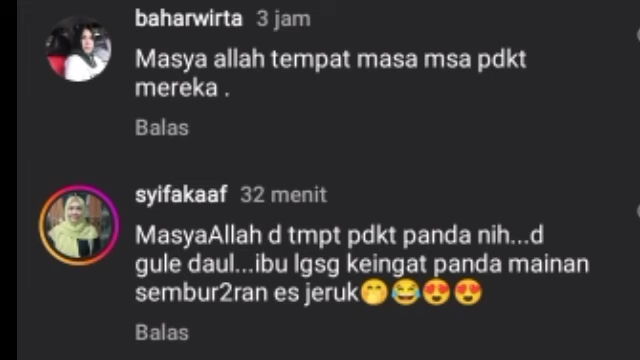 baharwirta 3 jam
Masya allah tempat masa msa pdkt
mereka .
Balas
syifakaaf 32 menit
MasyaAllah d tmpt pdkt panda nih...d
gule daul...ibu lgsg keingat panda mainan
sembur2ran es jeruk🤭😂😍😍
Balas